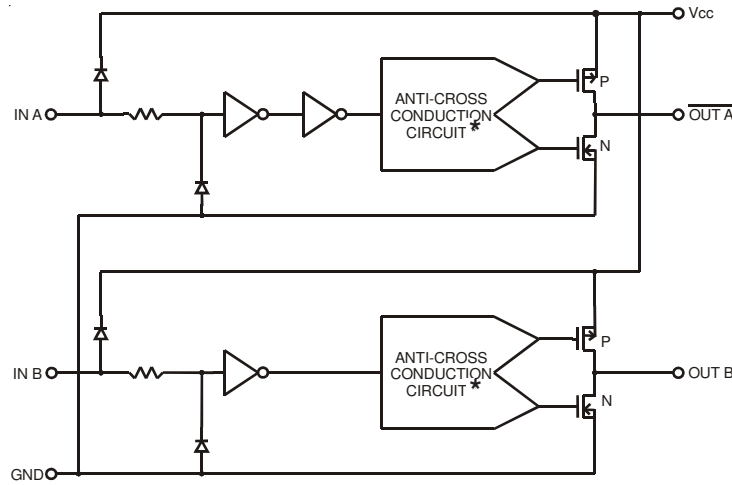 Vcc
P
IN A
ANTI-CROSS
CONDUCTION
CIRCUIT *
OUT A
N
P
IN B
ANTI-CROSS
CONDUCTION
CIRCUIT *
OUT B
N
GND